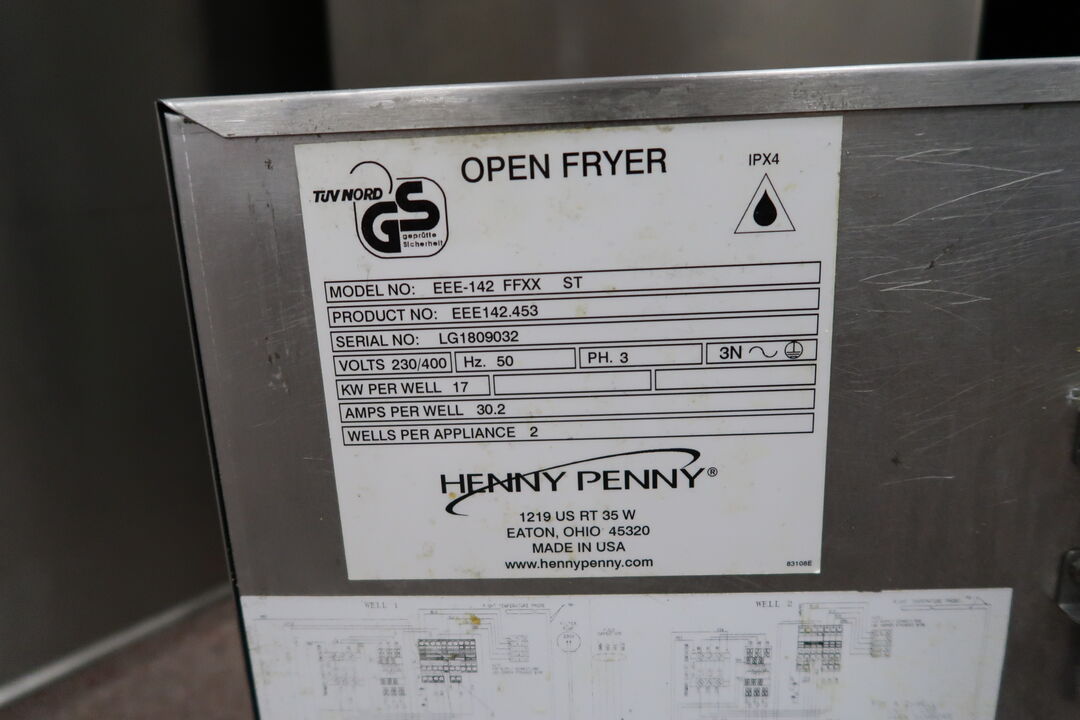 OPEN FRYER
IPX4
TÜV NORD
GS
geprüfte
Sicherheit
MODEL NO: EEE-142 FFXX ST
PRODUCT NO: EEE142.453
SERIAL NO: LG1809032
VOLTS 230/400 Hz. 50 PH. 3 3N
KW PER WELL 17
AMPS PER WELL 30.2
WELLS PER APPLIANCE 2
HENNY PENNY®
1219 US RT 35 W
EATON, OHIO 45320
MADE IN USA
www.hennypenny.com
83108E
WELL 1
WELL 2